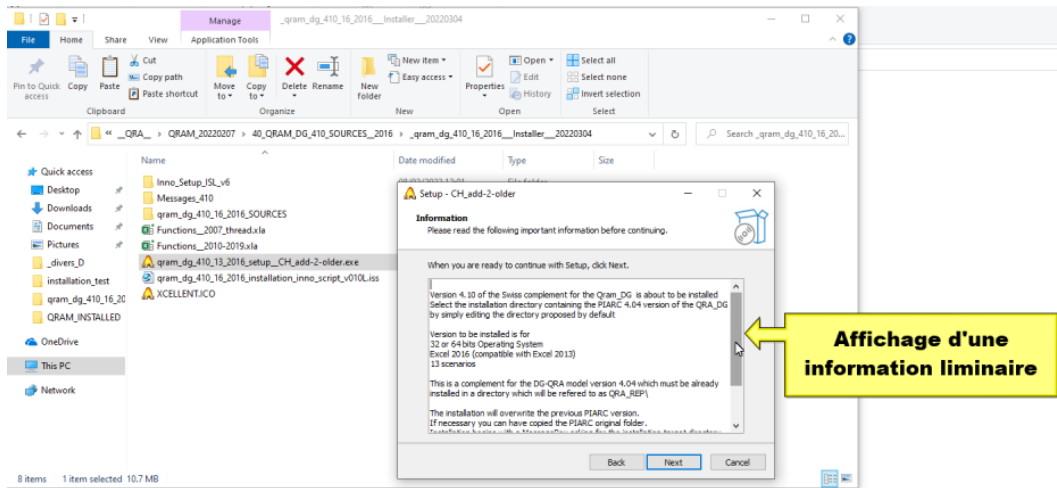 Manage
_qram_dg_410_16_2016__Installer__20220304
File Home Share View Application Tools
Pin to Quick access
Copy
Paste
Cut
Copy path
Paste shortcut
Clipboard
Move to
Copy to
Delete
Rename
Organize
New folder
New item
Easy access
New
Properties
Open
Edit
History
Open
Select all
Select none
Invert selection
Select
« __QRA__ > QRAM_20220207 > 40_QRAM_DG_410_SOURCES__2016 > _qram_dg_410_16_2016__Installer__20220304
Search _qram_dg_410_16_20...
Quick access
Desktop
Downloads
Documents
Pictures
_divers_D
installation_test
qram_dg_410_16_20
QRAM_INSTALLED
OneDrive
This PC
Network
Name Date modified Type Size
Inno_Setup_ISL_v6
Messages_410
qram_dg_410_16_2016_SOURCES
Functions__2007_thread.xla
Functions__2010-2019.xla
qram_dg_410_13_2016_setup__CH_add-2-older.exe
qram_dg_410_16_2016_installation_inno_script_v010L.iss
XCELLENT.ICO
Setup - CH_add-2-older
Information
Please read the following important information before continuing.
When you are ready to continue with Setup, click Next.
Version 4.10 of the Swiss complement for the Qram_DG is about to be installed
Select the installation directory containing the PIARC 4.04 version of the QRA_DG
by simply editing the directory proposed by default
Version to be installed is for
32 or 64 bits Operating System
Excel 2016 (compatible with Excel 2013)
13 scenarios
This is a complement for the DG-QRA model version 4.04 which must be already
installed in a directory which will be refered to as QRA_REP\
The installation will overwrite the previous PIARC version.
If necessary you can have copied the PIARC original folder.
Back Next Cancel
Affichage d'une
information liminaire
8 items 1 item selected 10.7 MB